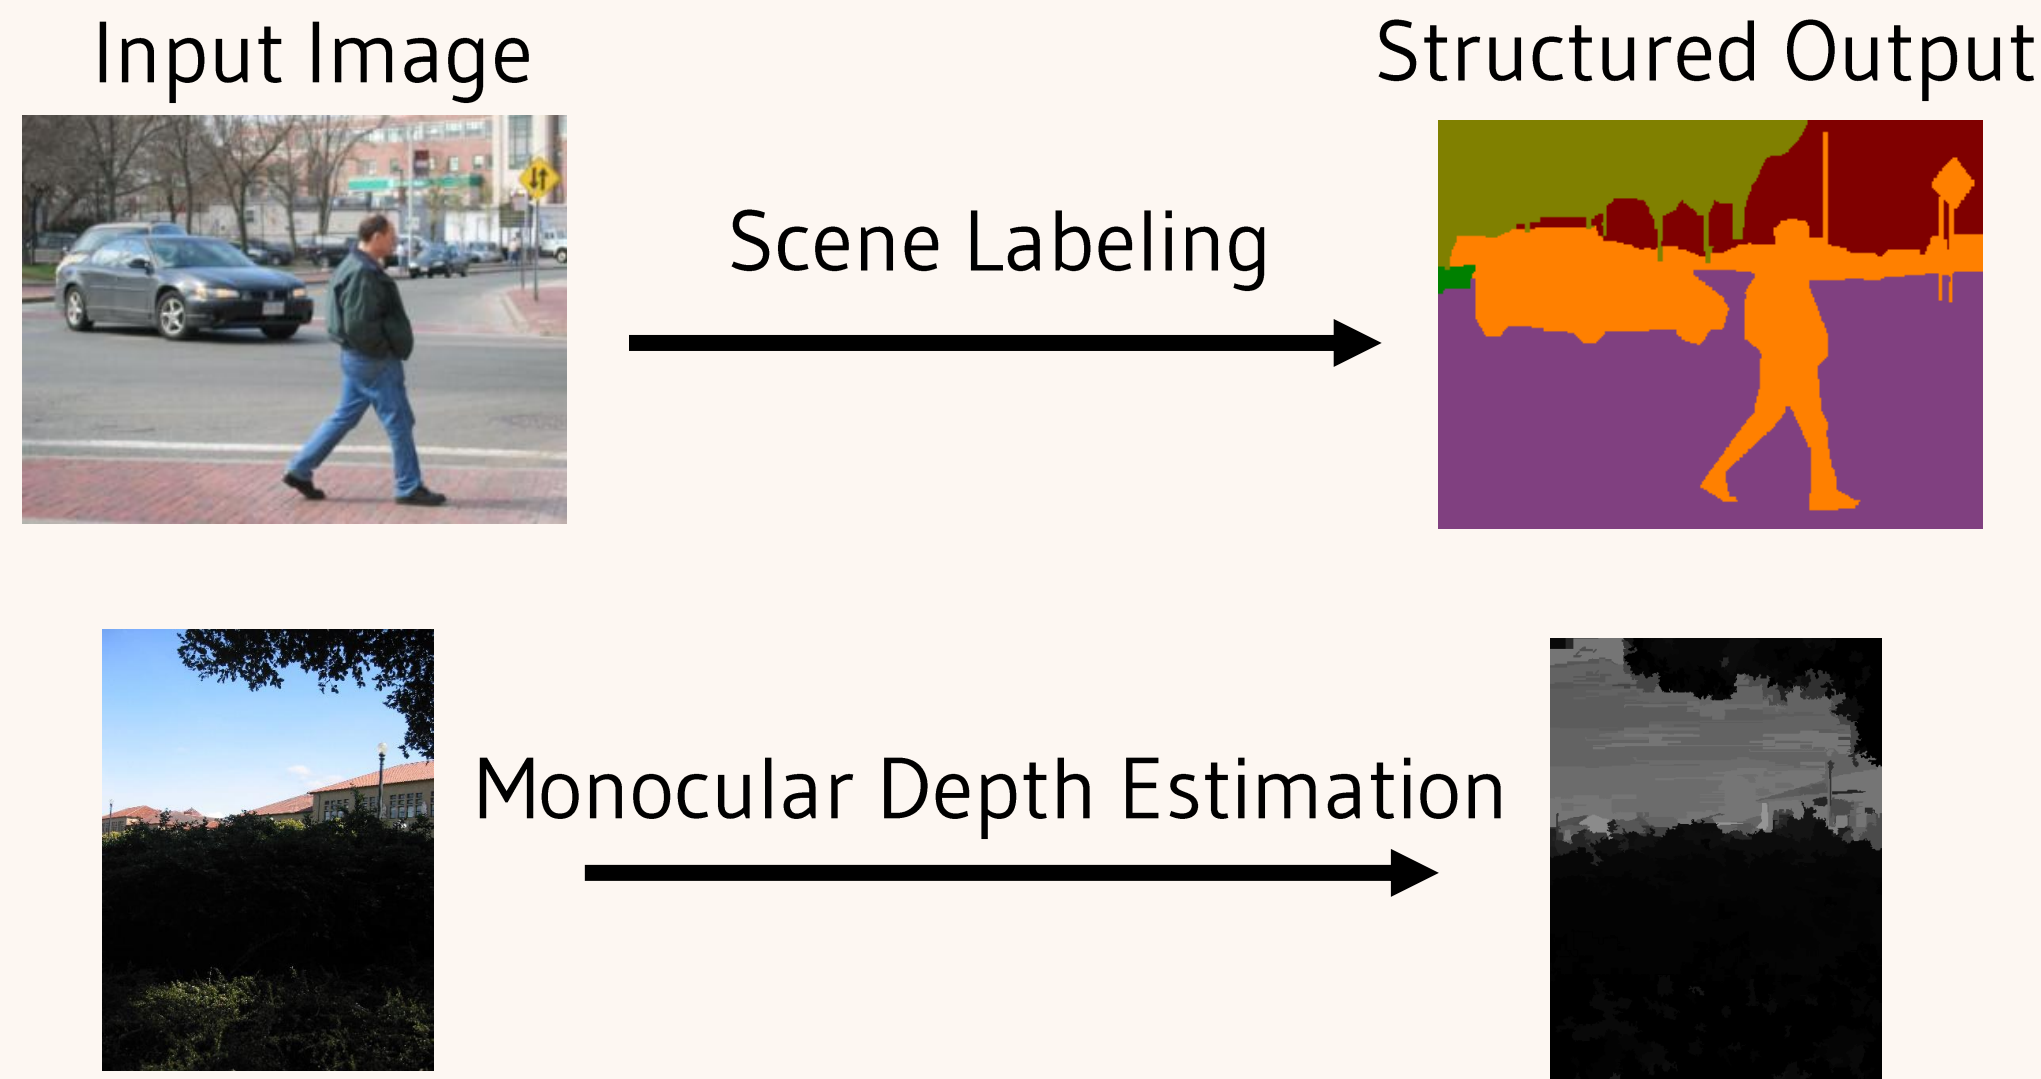 Input Image
Structured Output
Scene Labeling
Monocular Depth Estimation